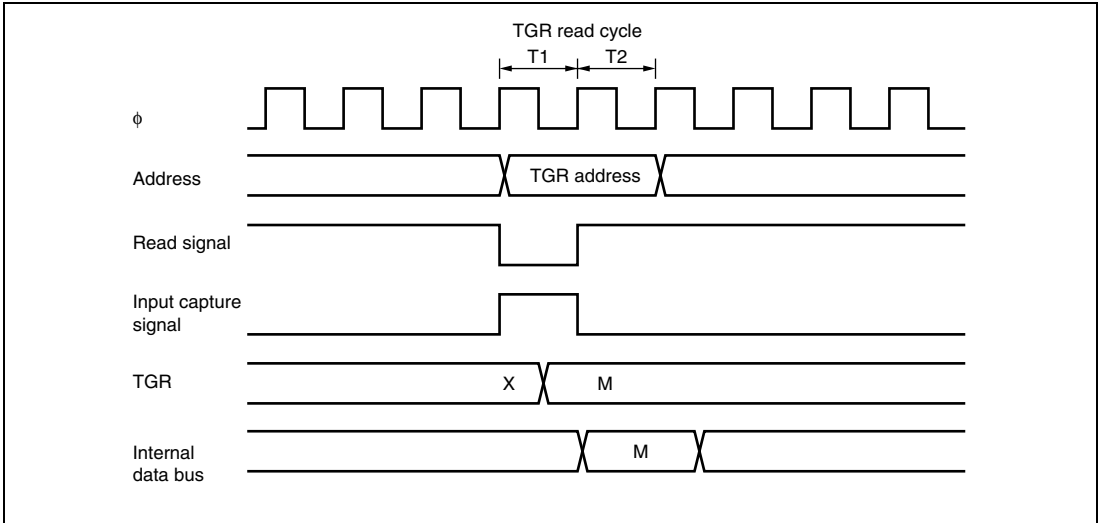 TGR read cycle
T1 T2
ϕ
Address
TGR address
Read signal
Input capture
signal
TGR
X M
Internal
data bus
M